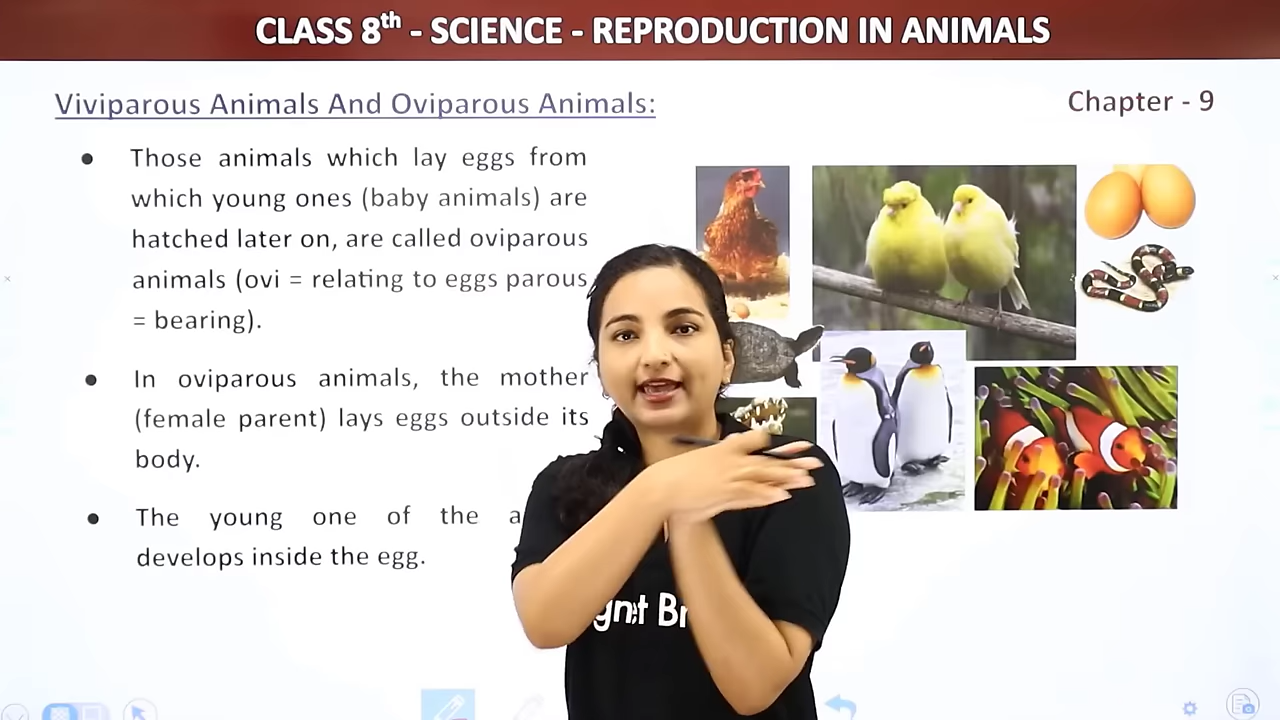 CLASS 8th - SCIENCE - REPRODUCTION IN ANIMALS
Viviparous Animals And Oviparous Animals:
Chapter - 9
● Those animals which lay eggs from
which young ones (baby animals) are
hatched later on, are called oviparous
animals (ovi = relating to eggs parous
= bearing).
● In oviparous animals, the mother
(female parent) lays eggs outside its
body.
● The young one of the
develops inside the egg.